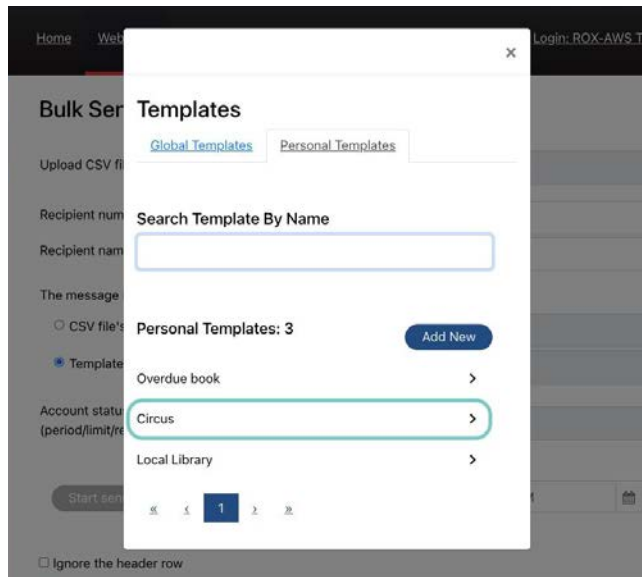 Home Web Login: ROX-AWS T
×
Bulk Ser
Templates
Global Templates Personal Templates
Upload CSV fi
Recipient num
Search Template By Name
Recipient nam
The message
CSV file's
Personal Templates: 3
Add New
Template
Overdue book >
Account statu
Circus >
(period/limit/re
Local Library >
Start sen
« ‹ 1 › »
M
Ignore the header row